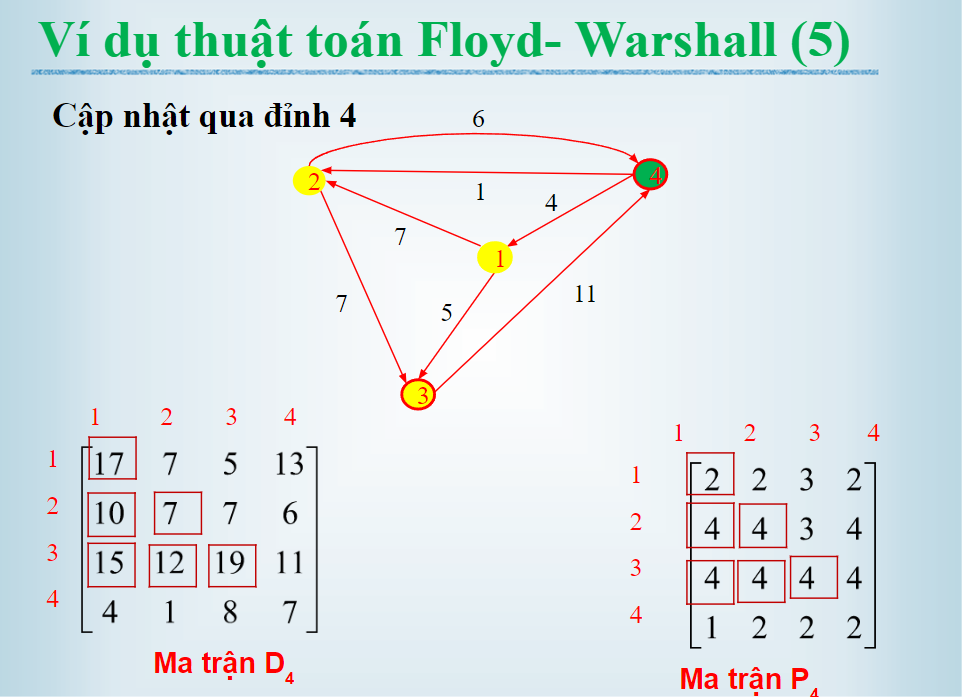 Ví dụ thuật toán Floyd- Warshall (5)
Cập nhật qua đỉnh 4
6
2
4
1
4
7
1
11
7
5
3
1 2 3 4
1 17 7 5 13
2 10 7 7 6
3 15 12 19 11
4 4 1 8 7
Ma trận D4
1 2 3 4
1 2 2 3 2
2 4 4 3 4
3 4 4 4 4
4 1 2 2 2
Ma trận P4